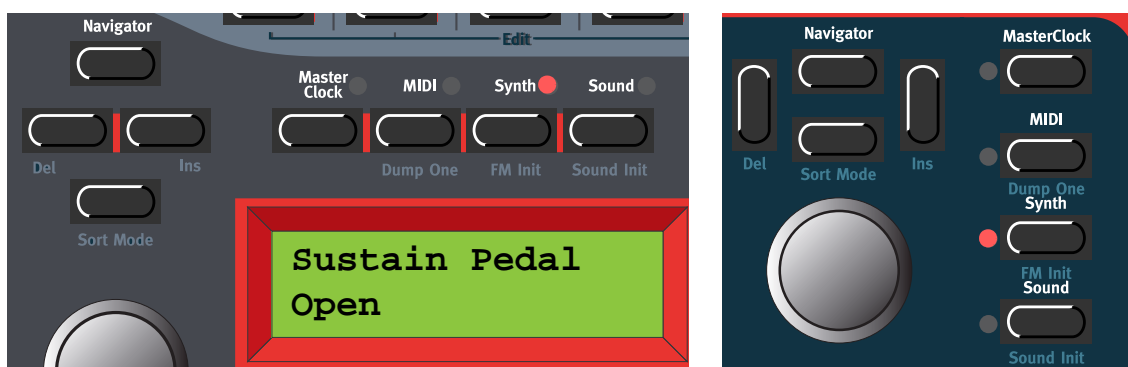 Navigator
Edit
Master
Clock
MIDI
Synth
Sound
Del
Ins
Dump One
FM Init
Sound Init
Sort Mode
Sustain Pedal
Open
Navigator
MasterClock
MIDI
Del
Sort Mode
Ins
Dump One
Synth
FM Init
Sound
Sound Init